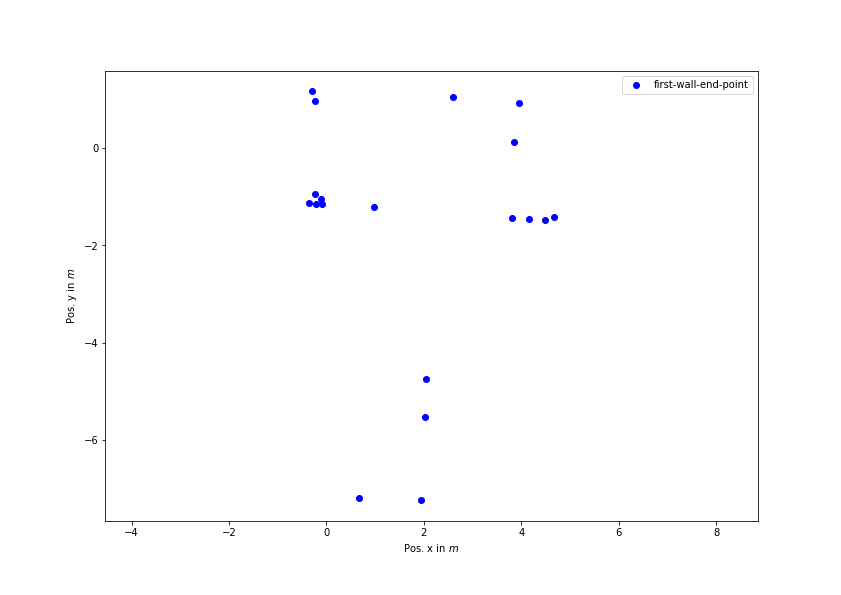 first-wall-end-point
0
−2
−4
−6
Pos. y in m
−4 −2 0 2 4 6 8
Pos. x in m